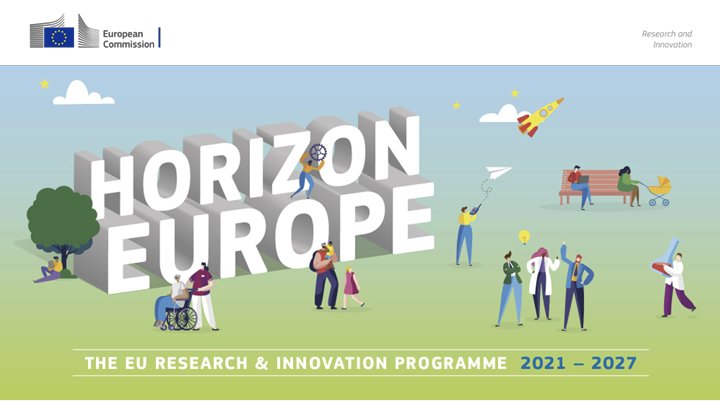 European
Commission
Research and
Innovation
HORIZON
EUROPE
THE EU RESEARCH & INNOVATION PROGRAMME 2021 – 2027